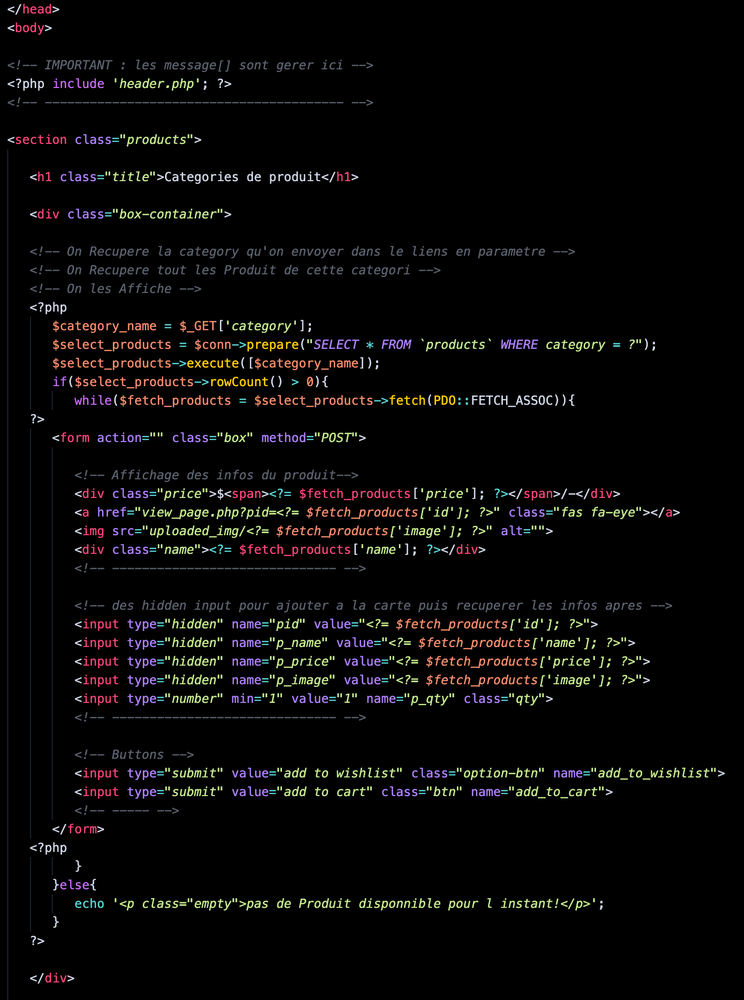 </head>
<body>
<!-- IMPORTANT : les message[] sont gerer ici -->
<?php include 'header.php'; ?>
<!-- ---------------------------------------- -->
<section class="products">
<h1 class="title">Categories de produit</h1>
<div class="box-container">
<!-- On Recupere la category qu'on envoyer dans le liens en parametre -->
<!-- On Recupere tout les Produit de cette categori -->
<!-- On les Affiche -->
<?php
$category_name = $_GET['category'];
$select_products = $conn->prepare("SELECT * FROM `products` WHERE category = ?");
$select_products->execute([$category_name]);
if($select_products->rowCount() > 0){
while($fetch_products = $select_products->fetch(PDO::FETCH_ASSOC)){
?>
<form action="" class="box" method="POST">
<!-- Affichage des infos du produit-->
<div class="price">$<span><?= $fetch_products['price']; ?></span>/-</div>
<a href="view_page.php?pid=<?= $fetch_products['id']; ?>" class="fas fa-eye"></a>
<img src="uploaded_img/<?= $fetch_products['image']; ?>" alt="">
<div class="name"><?= $fetch_products['name']; ?></div>
<!-- ------------------------------ -->
<!-- des hidden input pour ajouter a la carte puis recuperer les infos apres -->
<input type="hidden" name="pid" value="<?= $fetch_products['id']; ?>">
<input type="hidden" name="p_name" value="<?= $fetch_products['name']; ?>">
<input type="hidden" name="p_price" value="<?= $fetch_products['price']; ?>">
<input type="hidden" name="p_image" value="<?= $fetch_products['image']; ?>">
<input type="number" min="1" value="1" name="p_qty" class="qty">
<!-- ------------------------------ -->
<!-- Buttons -->
<input type="submit" value="add to wishlist" class="option-btn" name="add_to_wishlist">
<input type="submit" value="add to cart" class="btn" name="add_to_cart">
<!-- ----- -->
</form>
<?php
}
}else{
echo '<p class="empty">pas de Produit disponnible pour l instant!</p>';
}
?>
</div>